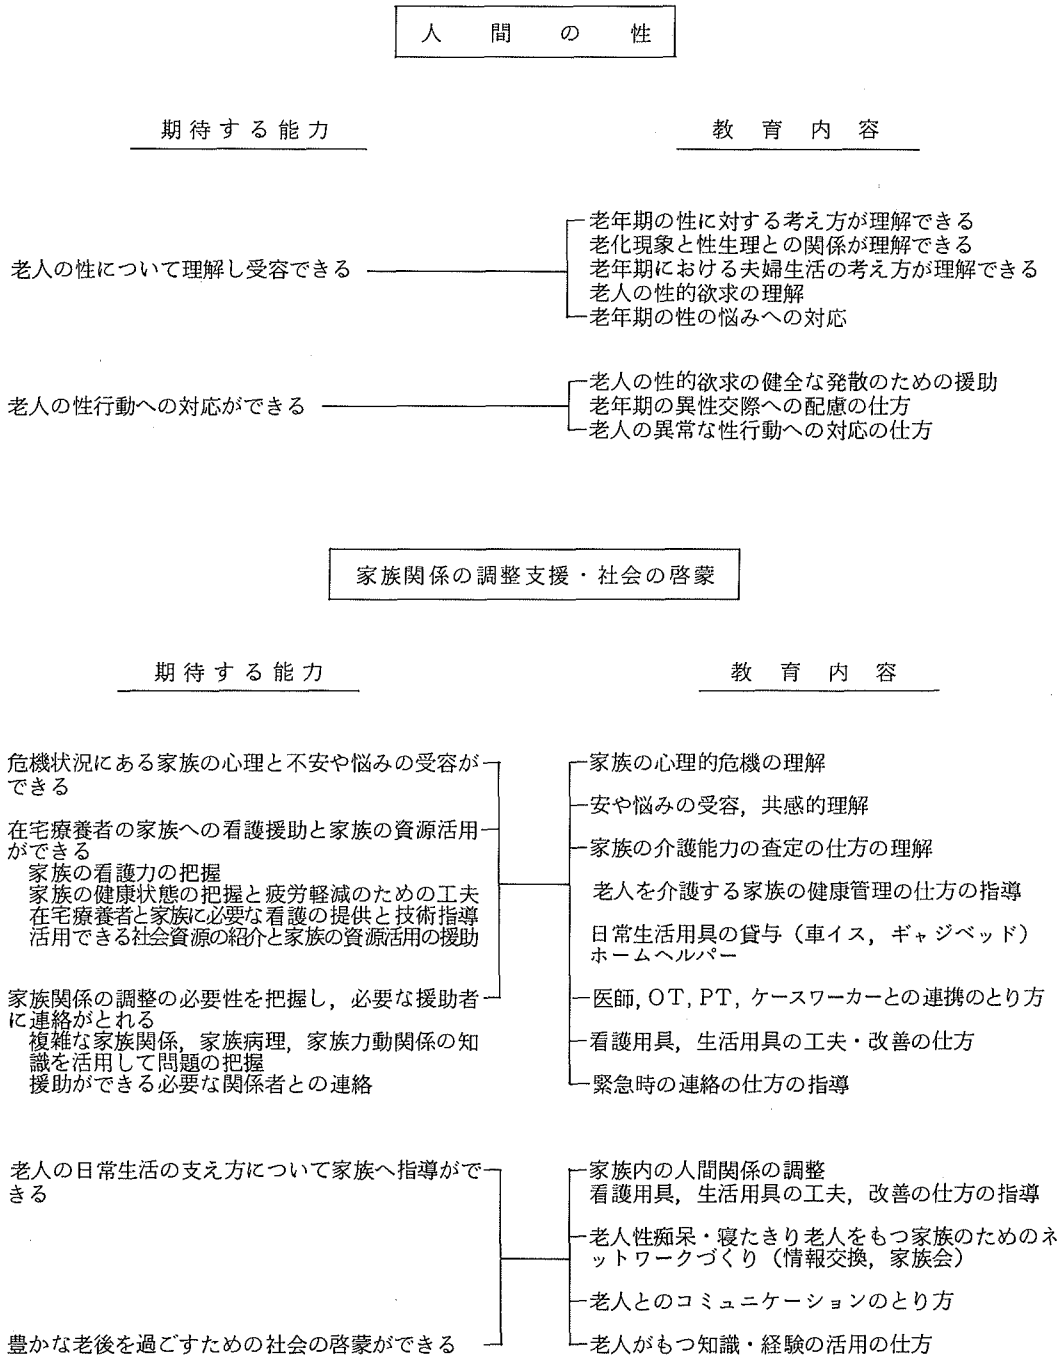 人間の性
期待する能力
教育内容
老人の性について理解し受容できる
老年期の性に対する考え方が理解できる
老化現象と性生理との関係が理解できる
老年期における夫婦生活の考え方が理解できる
老人の性的欲求の理解
老年期の性の悩みへの対応
老人の性行動への対応ができる
老人の性的欲求の健全な発散のための援助
老年期の異性交際への配慮の仕方
老人の異常な性行動への対応の仕方
家族関係の調整支援・社会の啓蒙
期待する能力
教育内容
危機状況にある家族の心理と不安や悩みの受容が
できる
在宅療養者の家族への看護援助と家族の資源活用
ができる
家族の看護力の把握
家族の健康状態の把握と疲労軽減のための工夫
在宅療養者と家族に必要な看護の提供と技術指導
活用できる社会資源の紹介と家族の資源活用の援助
家族関係の調整の必要性を把握し，必要な援助者
に連絡がとれる
複雑な家族関係，家族病理，家族力動関係の知
識を活用して問題の把握
援助ができる必要な関係者との連絡
家族の心理的危機の理解
安や悩みの受容，共感的理解
家族の介護能力の査定の仕方の理解
老人を介護する家族の健康管理の仕方の指導
日常生活用具の貸与（車イス，ギャジベッド）
ホームヘルパー
医師，OT，PT，ケースワーカーとの連携のとり方
看護用具，生活用具の工夫・改善の仕方
緊急時の連絡の仕方の指導
老人の日常生活の支え方について家族へ指導がで
きる
豊かな老後を過ごすための社会の啓蒙ができる
家族内の人間関係の調整
看護用具，生活用具の工夫，改善の仕方の指導
老人性痴呆・寝たきり老人をもつ家族のためのネ
ットワークづくり（情報交換，家族会）
老人とのコミュニケーションのとり方
老人がもつ知識・経験の活用の仕方